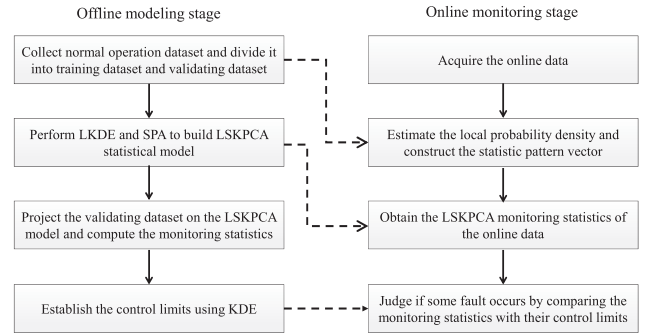 Offline modeling stage
Collect normal operation dataset and divide it
into training dataset and validating dataset
Perform LKDE and SPA to build LSKPCA
statistical model
Project the validating dataset on the LSKPCA
model and compute the monitoring statistics
Establish the control limits using KDE
Online monitoring stage
Acquire the online data
Estimate the local probability density and
construct the statistic pattern vector
Obtain the LSKPCA monitoring statistics of
the online data
Judge if some fault occurs by comparing the
monitoring statistics with their control limits